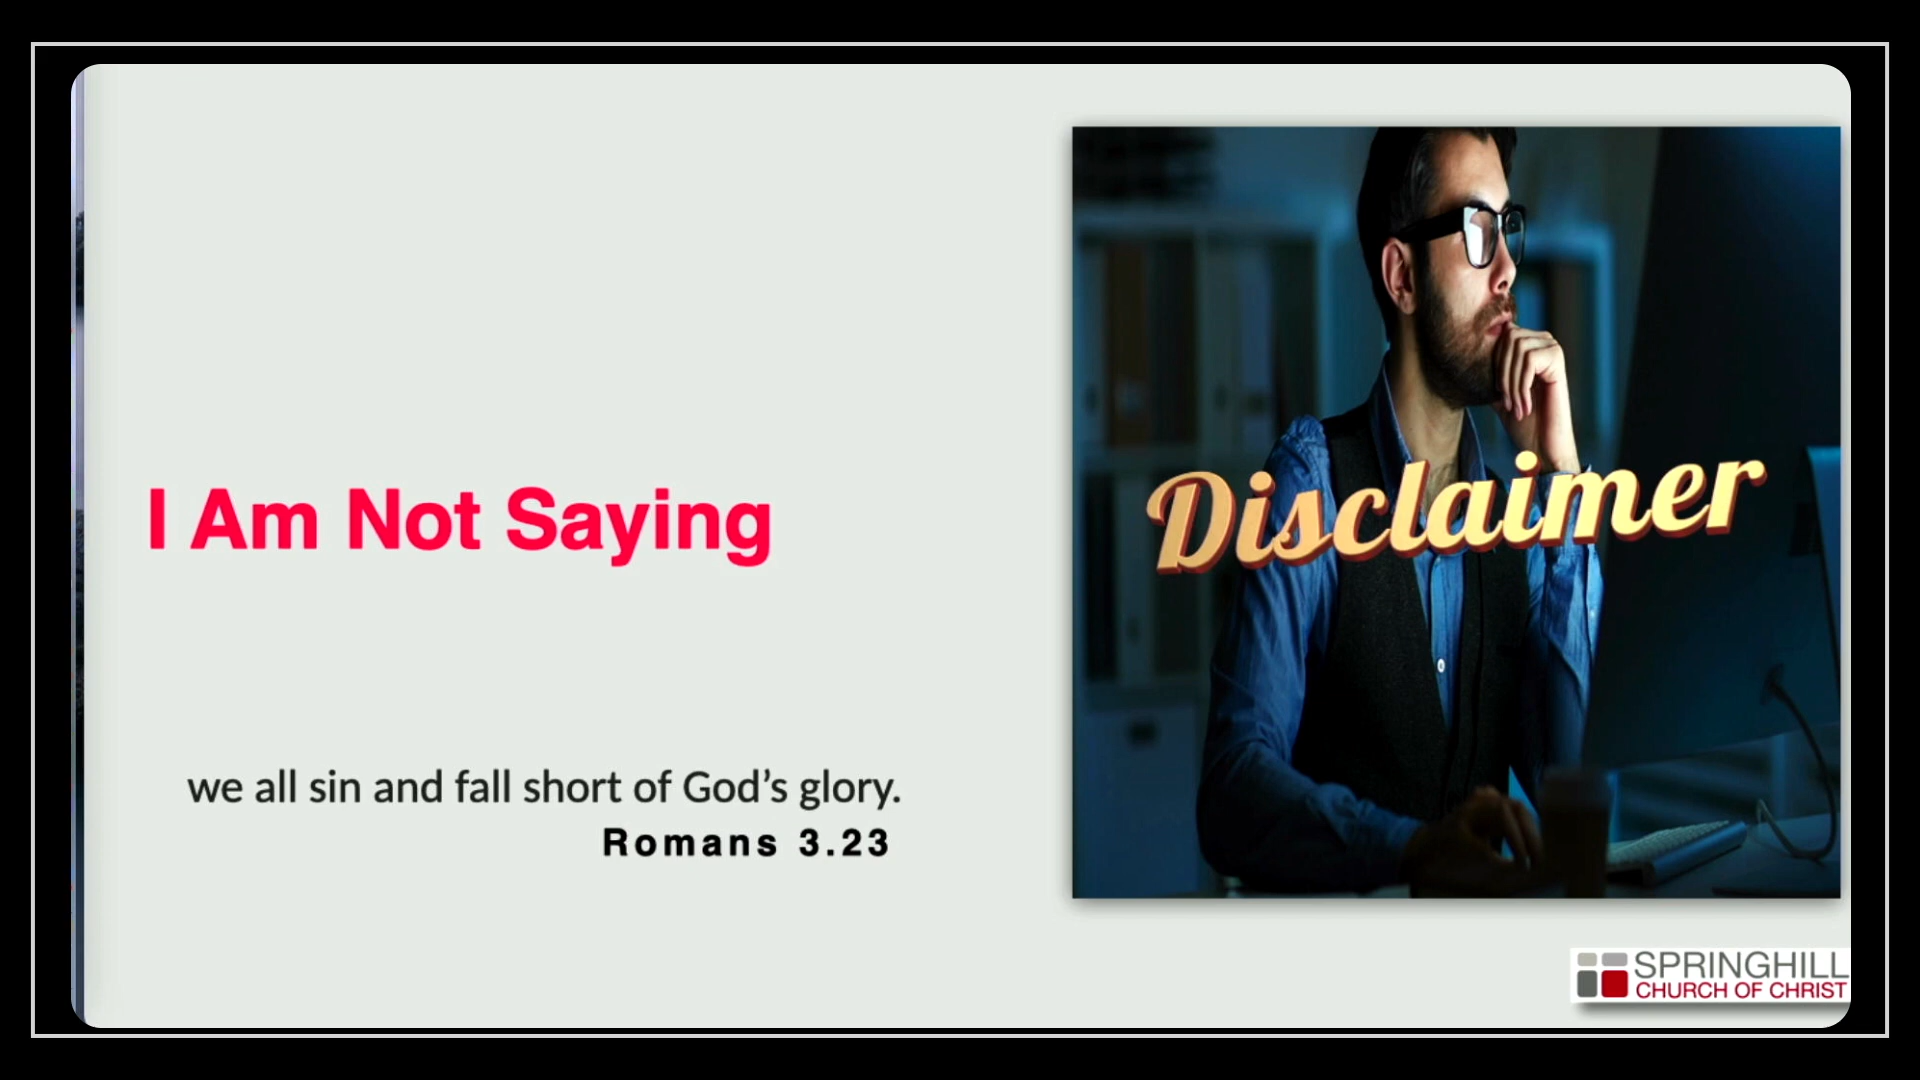 I Am Not Saying
we all sin and fall short of God’s glory.
Romans 3.23
Disclaimer
SPRINGHILL
CHURCH OF CHRIST